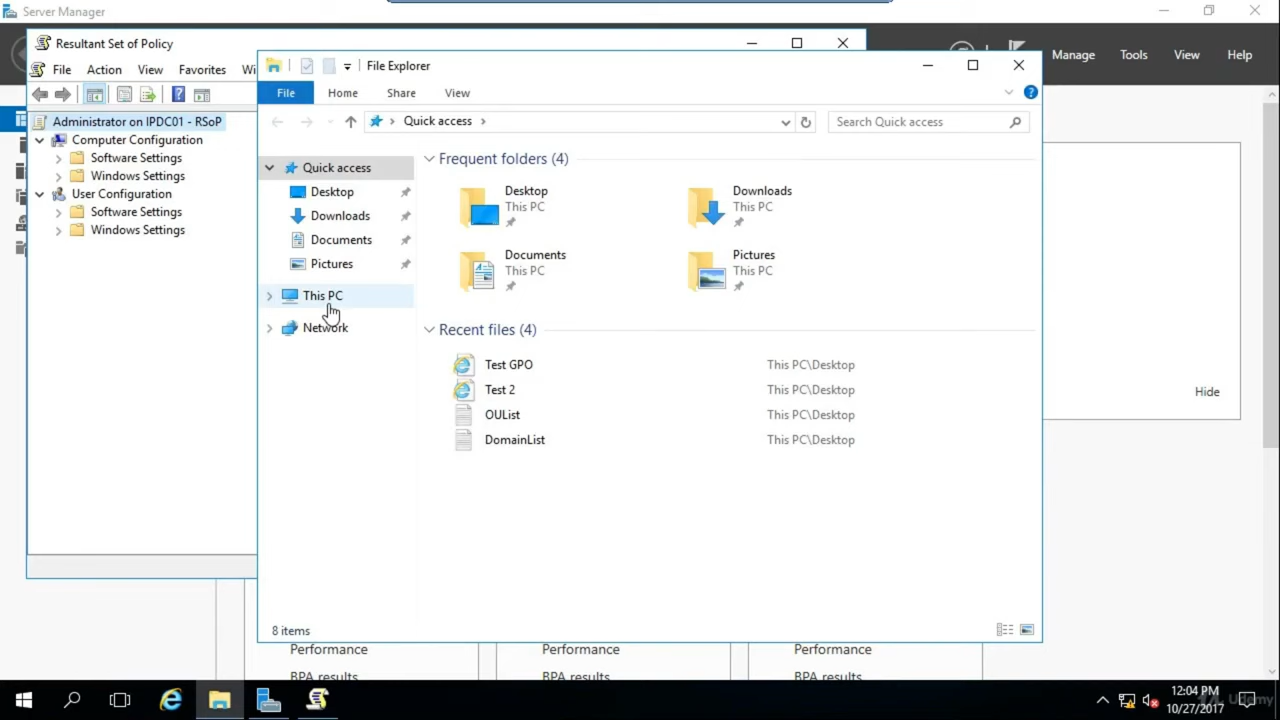 Server Manager
Manage Tools View Help
Resultant Set of Policy
File Action View Favorites Wi
Administrator on IPDC01 - RSoP
Computer Configuration
Software Settings
Windows Settings
User Configuration
Software Settings
Windows Settings
File Explorer
File Home Share View
Quick access
Search Quick access
Quick access
Desktop
Downloads
Documents
Pictures
This PC
Network
Frequent folders (4)
Desktop
This PC
Downloads
This PC
Documents
This PC
Pictures
This PC
Recent files (4)
Test GPO This PC\Desktop
Test 2 This PC\Desktop
OUList This PC\Desktop
DomainList This PC\Desktop
8 items
Hide
Performance Performance Performance
BPA results BPA results BPA results
12:04 PM
10/27/2017
Udemy